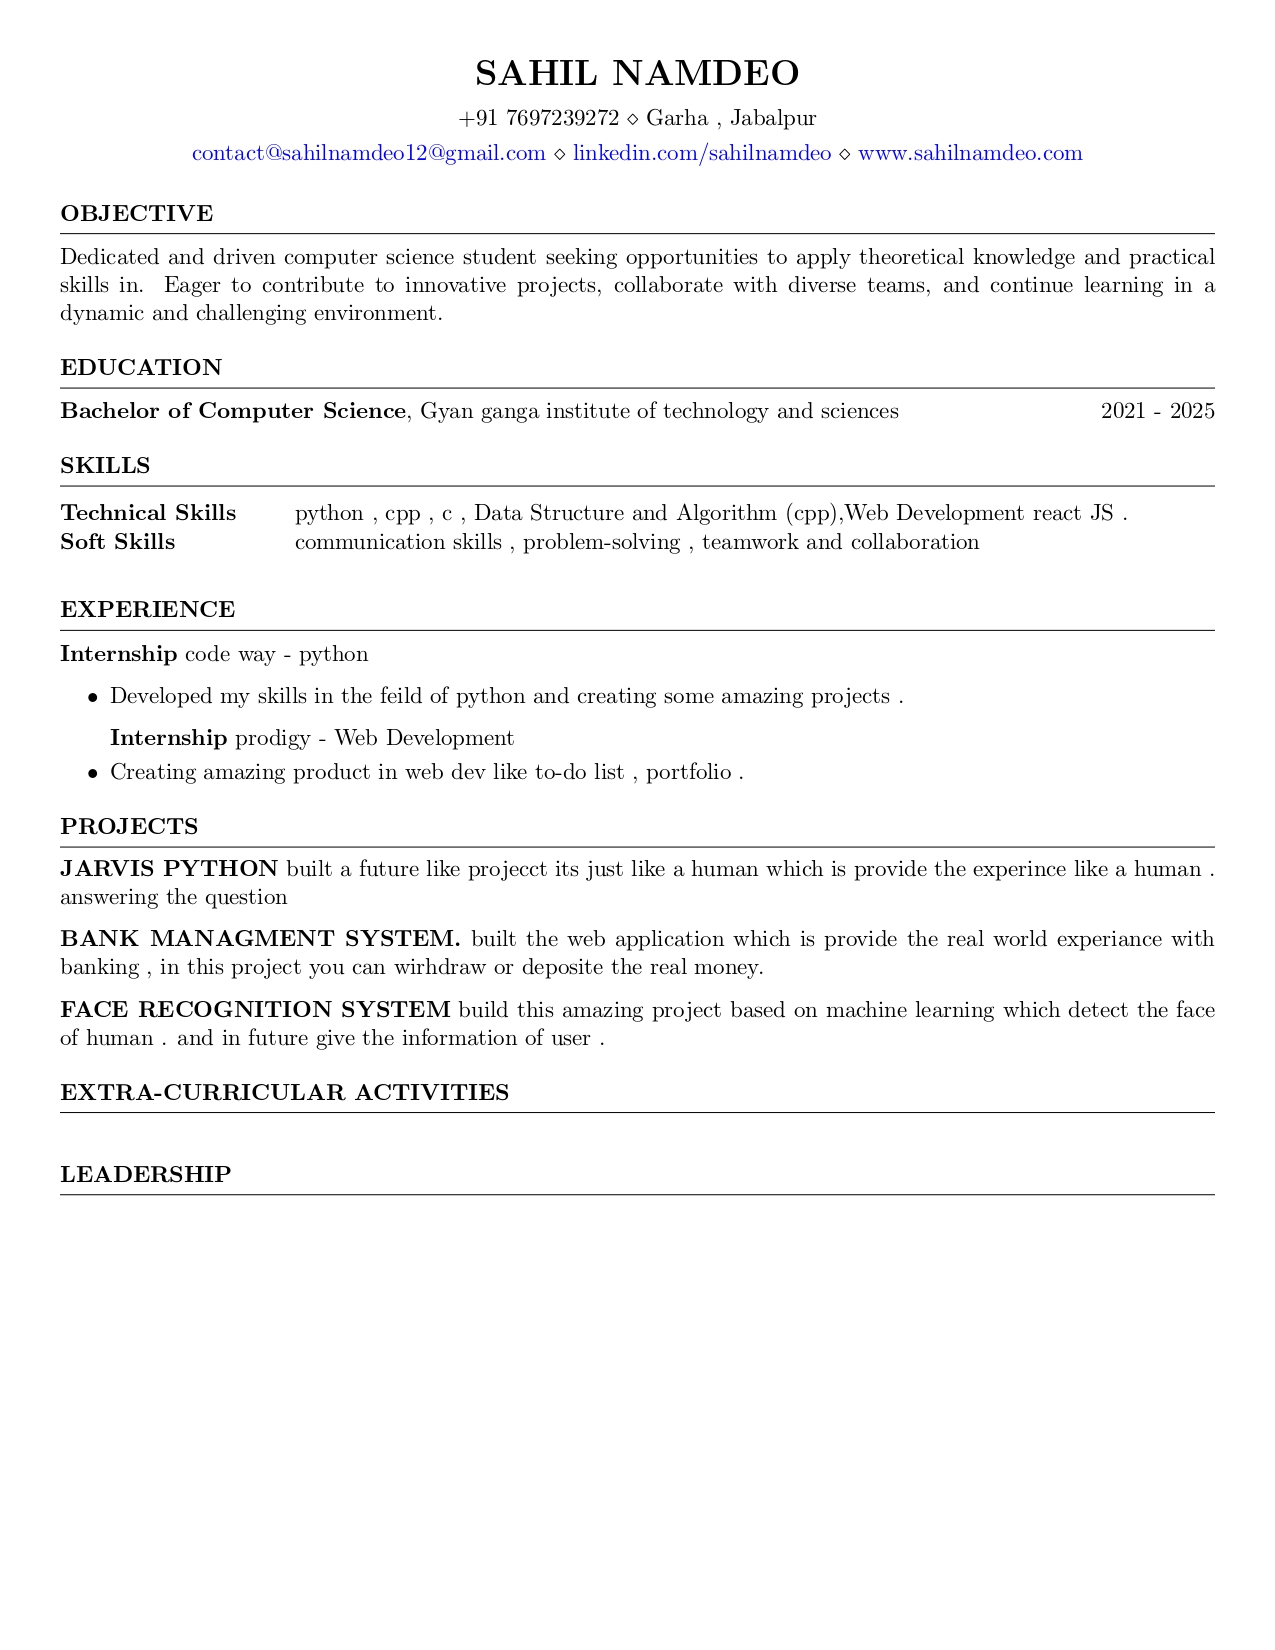 SAHIL NAMDEO
+91 7697239272 ⋄ Garha , Jabalpur
contact@sahilnamdeo12@gmail.com ⋄ linkedin.com/sahilnamdeo ⋄ www.sahilnamdeo.com
OBJECTIVE
Dedicated and driven computer science student seeking opportunities to apply theoretical knowledge and practical
skills in. Eager to contribute to innovative projects, collaborate with diverse teams, and continue learning in a
dynamic and challenging environment.
EDUCATION
Bachelor of Computer Science, Gyan ganga institute of technology and sciences 2021 - 2025
SKILLS
Technical Skills python , cpp , c , Data Structure and Algorithm (cpp),Web Development react JS .
Soft Skills communication skills , problem-solving , teamwork and collaboration
EXPERIENCE
Internship code way - python
• Developed my skills in the feild of python and creating some amazing projects .
Internship prodigy - Web Development
• Creating amazing product in web dev like to-do list , portfolio .
PROJECTS
JARVIS PYTHON built a future like projecct its just like a human which is provide the experince like a human .
answering the question
BANK MANAGMENT SYSTEM. built the web application which is provide the real world experiance with
banking , in this project you can wirhdraw or deposite the real money.
FACE RECOGNITION SYSTEM build this amazing project based on machine learning which detect the face
of human . and in future give the information of user .
EXTRA-CURRICULAR ACTIVITIES
LEADERSHIP